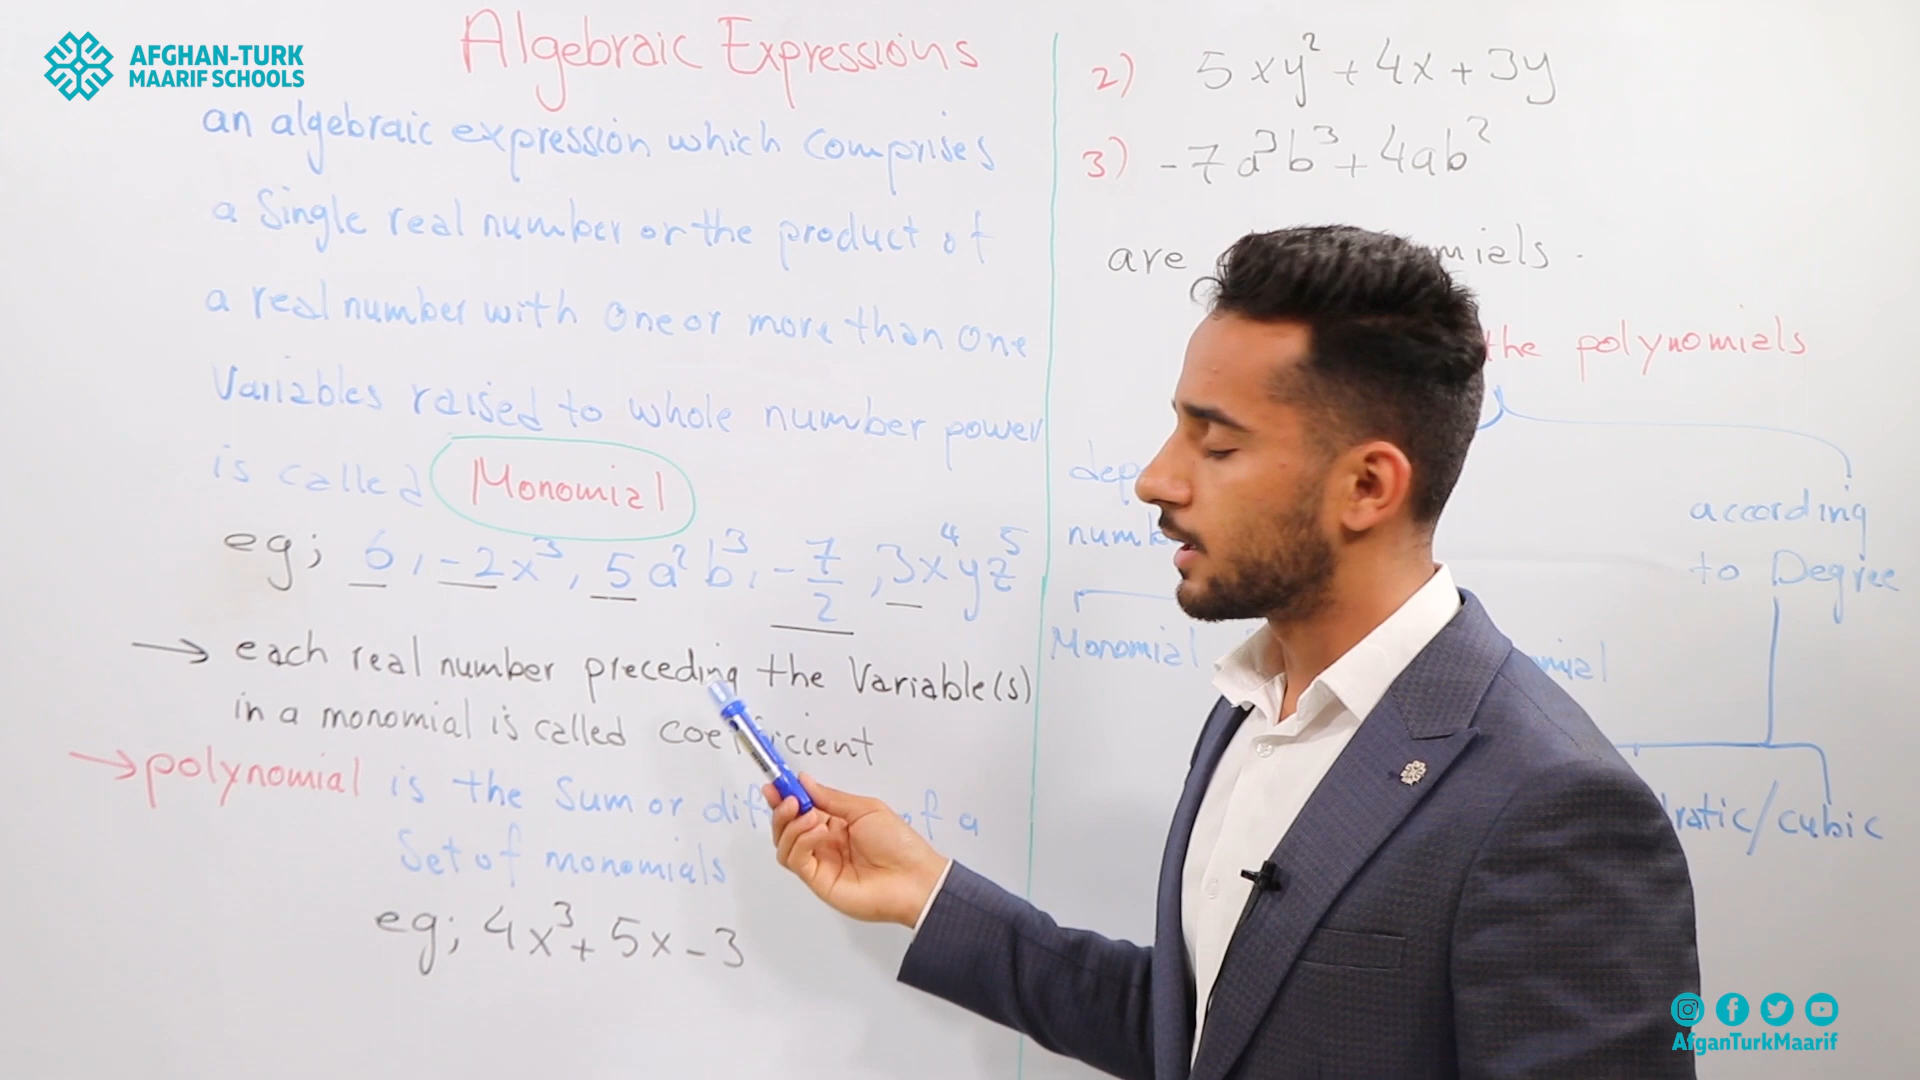 AFGHAN-TURK
MAARIF SCHOOLS
Algebraic Expressions
an algebraic expression which comprises
a Single real number or the product of
a real number with one or more than one
Variables raised to whole number power
is called Monomial
eg; 6, -2x³, 5a²b³, -7/2, 3x⁴yz⁵
→ each real number preceding the Variable(s)
in a monomial is called coefficient
→ polynomial is the Sum or of a
Set of monomials
eg; 4x³+5x-3
2) 5xy²+4x+3y
3) -7a³b³+4ab²
are
the polynomials
according
to Degree
Monomial
/cubic
AfganTurkMaarif